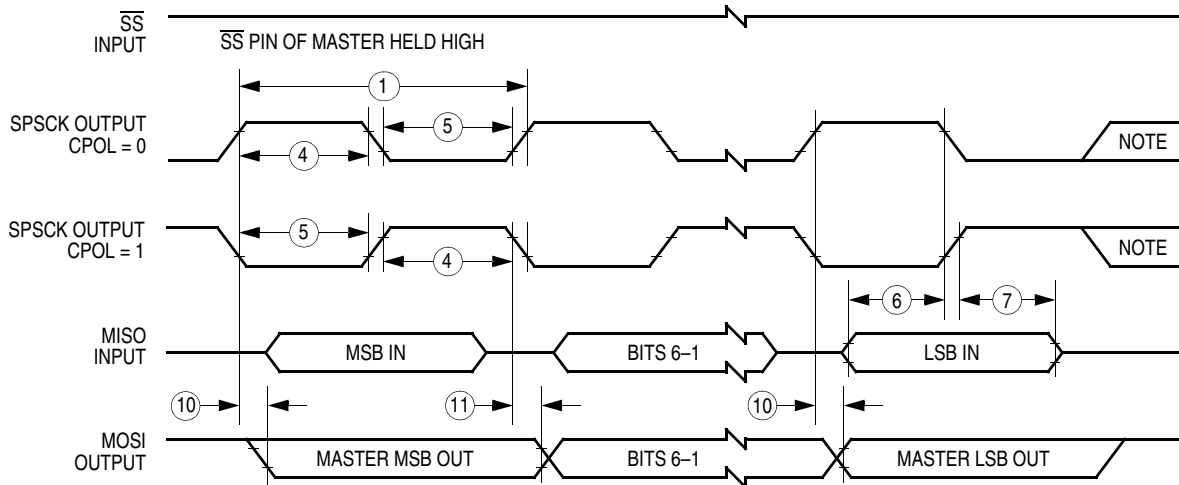 SS
INPUT
SS PIN OF MASTER HELD HIGH
1
SPSCK OUTPUT
CPOL = 0
5
4
NOTE
SPSCK OUTPUT
CPOL = 1
5
4
NOTE
6
7
MISO
INPUT
MSB IN
BITS 6–1
LSB IN
10
11
10
MOSI
OUTPUT
MASTER MSB OUT
BITS 6–1
MASTER LSB OUT